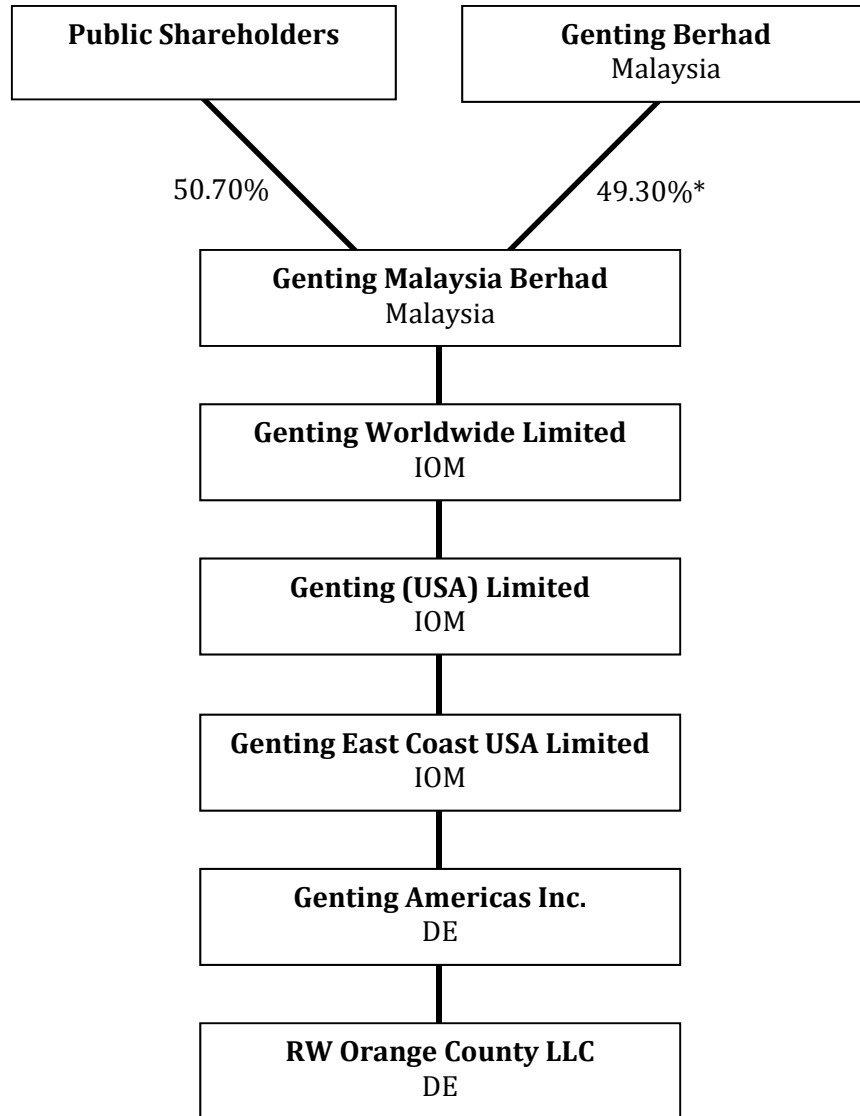 Public Shareholders
Genting Berhad
Malaysia
50.70%
49.30%*
Genting Malaysia Berhad
Malaysia
Genting Worldwide Limited
IOM
Genting (USA) Limited
IOM
Genting East Coast USA Limited
IOM
Genting Americas Inc.
DE
RW Orange County LLC
DE